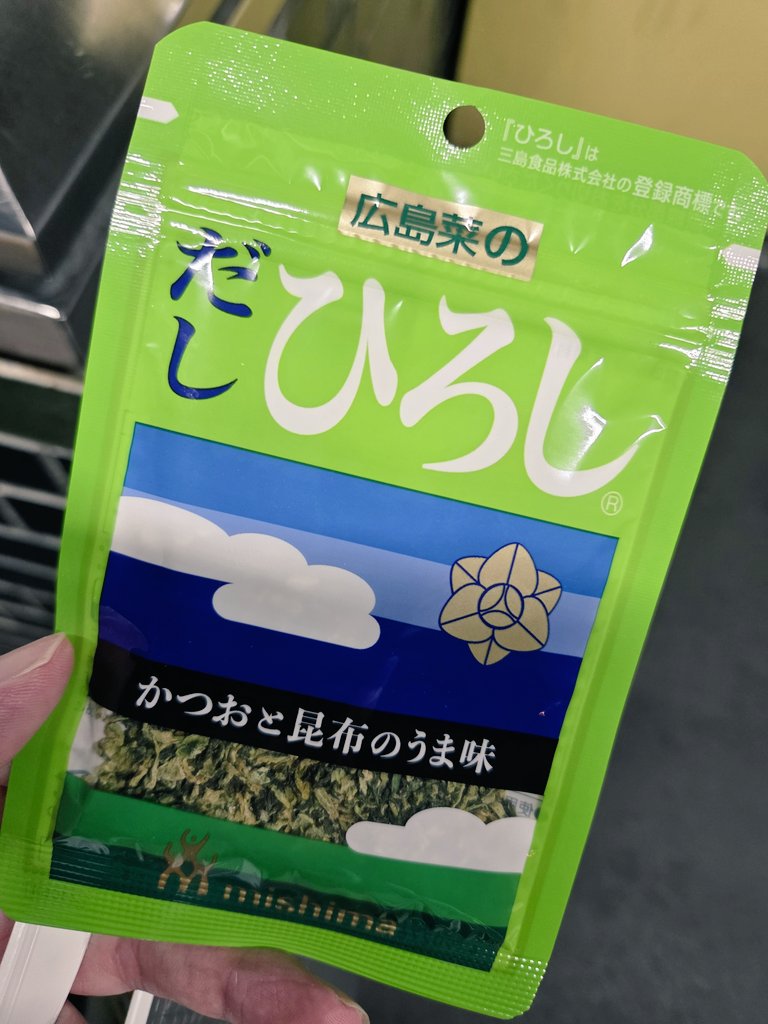 『ひろし』は
三島食品株式会社の登録商標で
広島菜の
だし
ひろし®
かつおと昆布のうま味
mishima